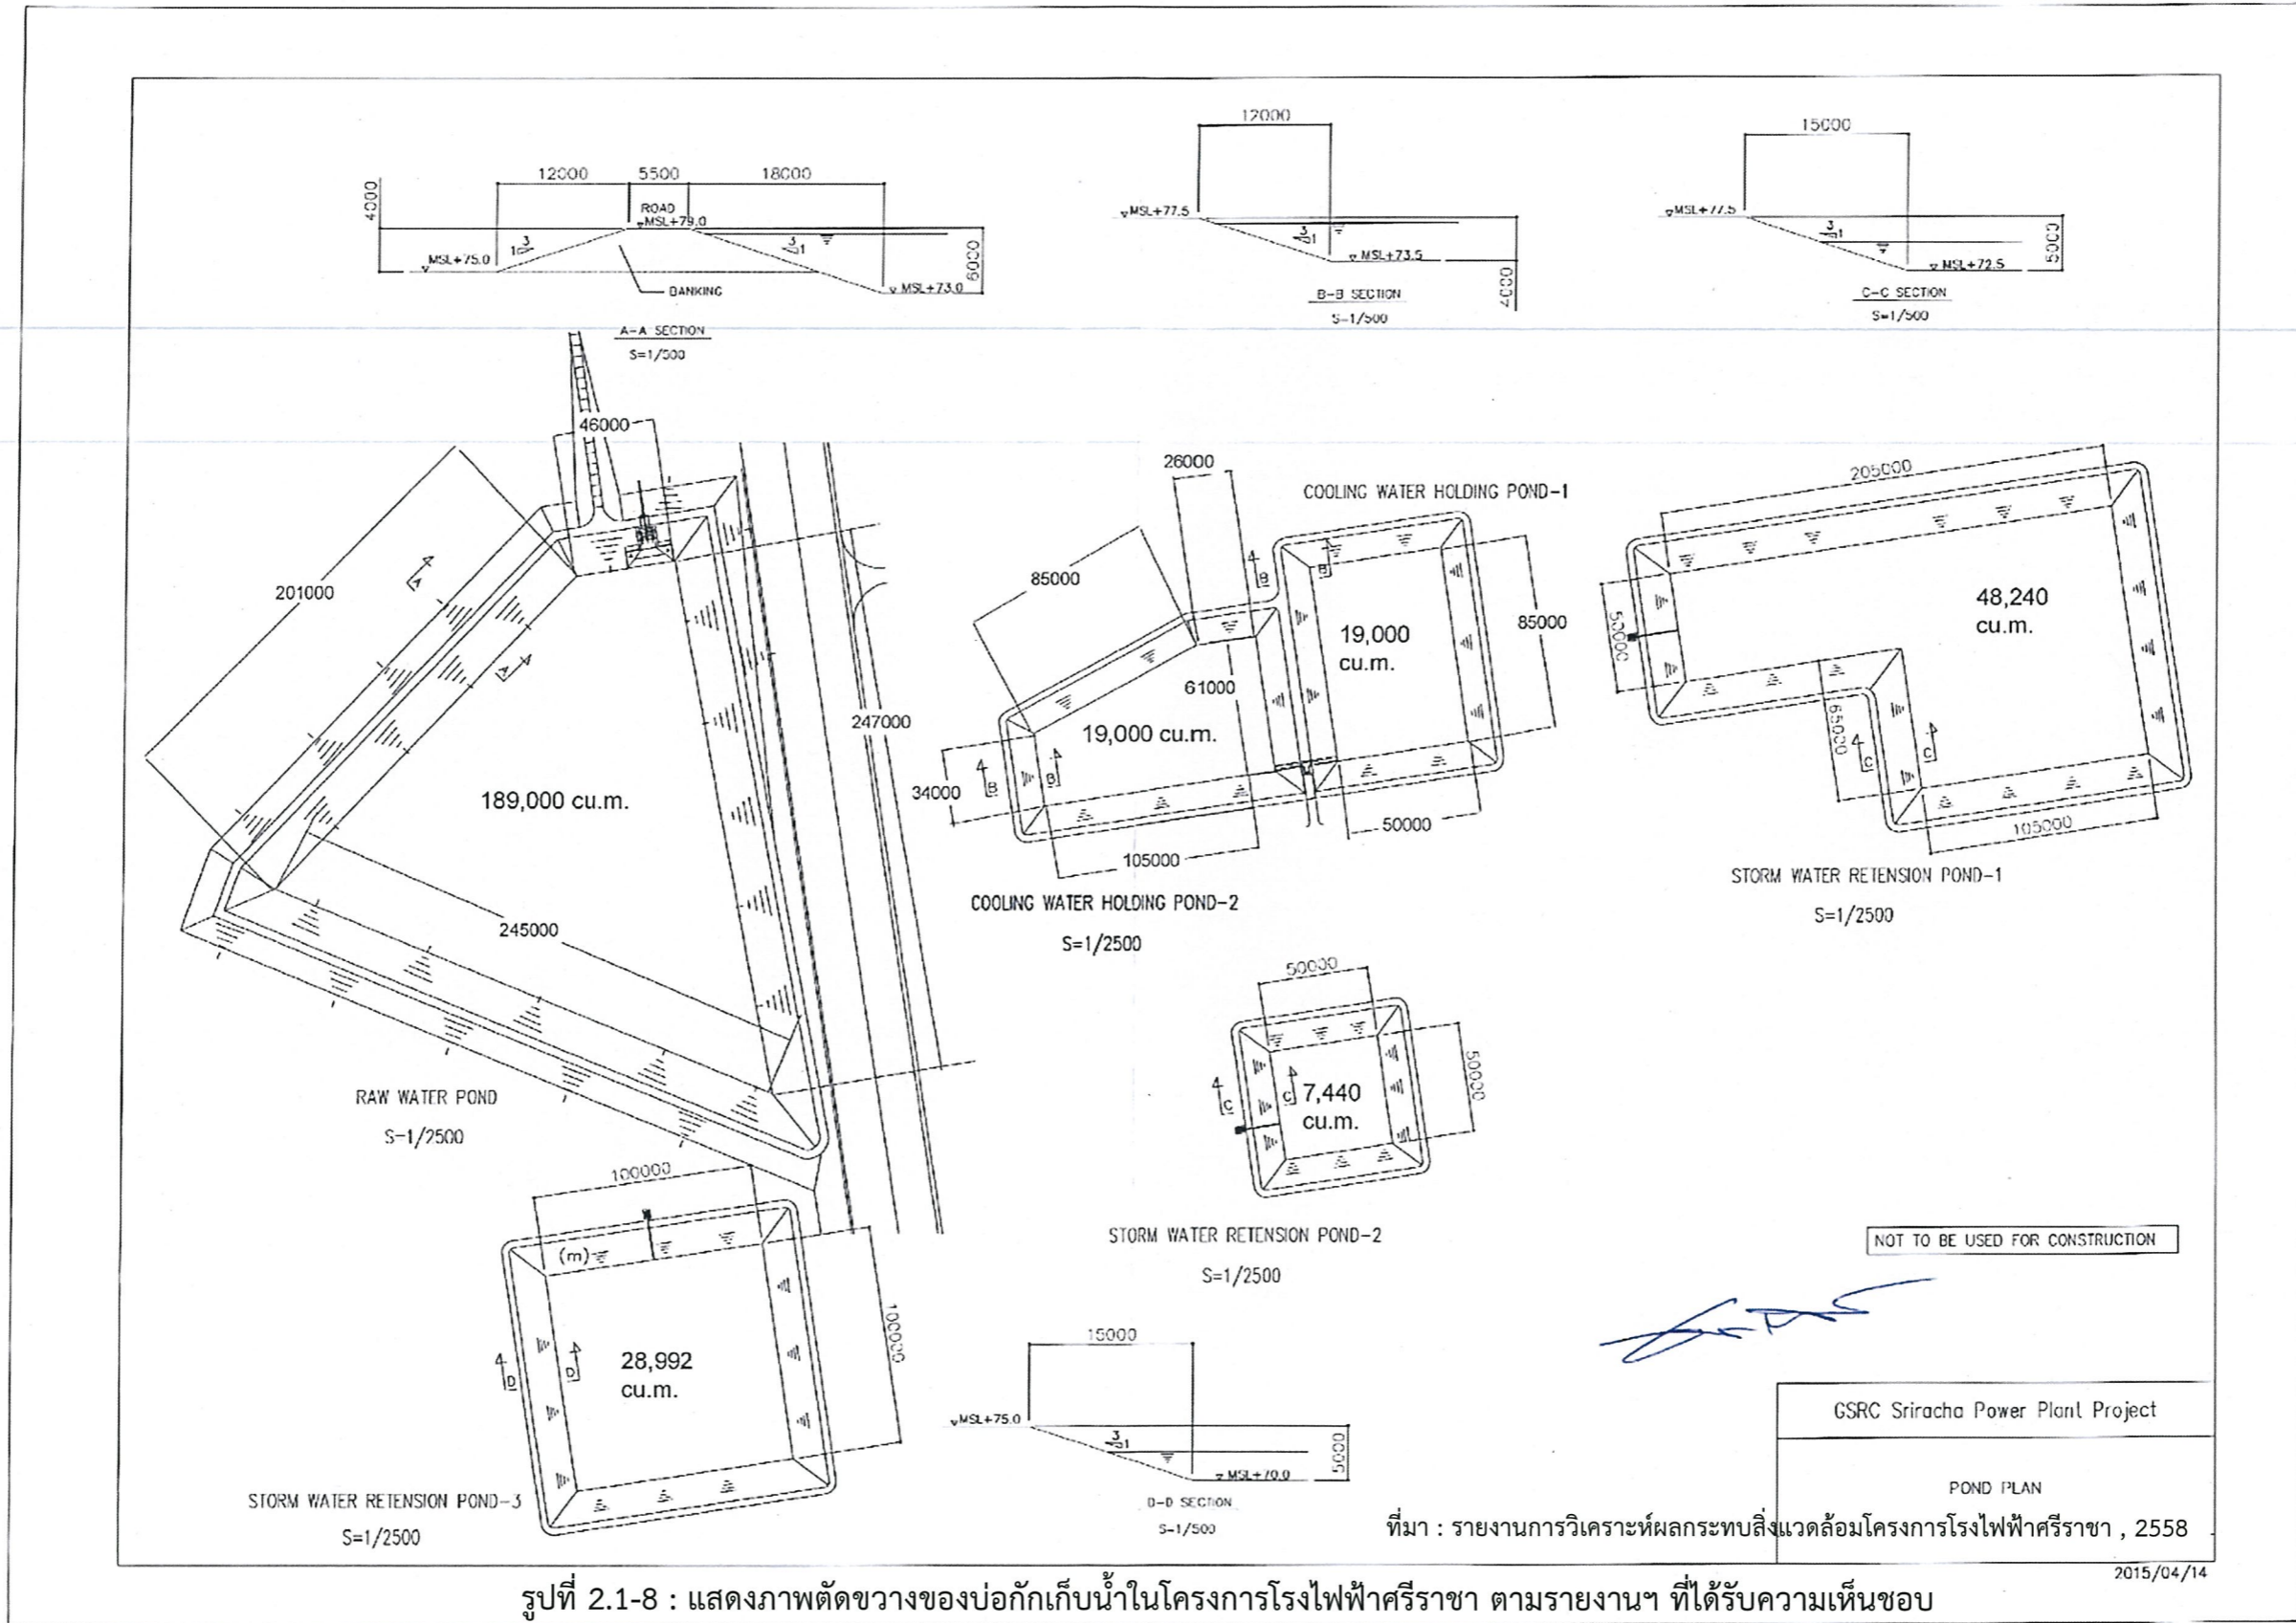 12000
5500
18000
4000
ROAD
MSL+79.0
3
1
3
1
MSL+75.0
6000
MSL+73.0
BANKING
A-A SECTION
S=1/500
12000
MSL+77.5
3
1
MSL+73.5
4000
B-B SECTION
S=1/500
15000
MSL+77.5
3
1
5000
MSL+72.5
C-C SECTION
S=1/500
46000
201000
A
A
247000
189,000 cu.m.
245000
RAW WATER POND
S=1/2500
26000
COOLING WATER HOLDING POND-1
85000
B
B
19,000
cu.m.
85000
61000
19,000 cu.m.
34000
B
B
50000
105000
COOLING WATER HOLDING POND-2
S=1/2500
205000
48,240
cu.m.
50000
65000
C
C
105000
STORM WATER RETENSION POND-1
S=1/2500
50000
50000
C
C
7,440
cu.m.
STORM WATER RETENSION POND-2
S=1/2500
100000
(m)
100000
D
D
28,992
cu.m.
STORM WATER RETENSION POND-3
S=1/2500
15000
MSL+75.0
3
1
5000
MSL+70.0
D-D SECTION
S=1/500
NOT TO BE USED FOR CONSTRUCTION
GSRC Sriracha Power Plant Project
POND PLAN
ที่มา : รายงานการวิเคราะห์ผลกระทบสิ่งแวดล้อมโครงการโรงไฟฟ้าศรีราชา , 2558
2015/04/14
รูปที่ 2.1-8 : แสดงภาพตัดขวางของบ่อกักเก็บน้ำในโครงการโรงไฟฟ้าศรีราชา ตามรายงานฯ ที่ได้รับความเห็นชอบ